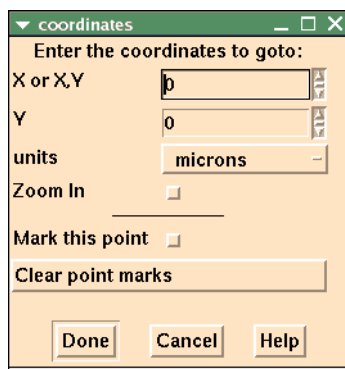 coordinates
Enter the coordinates to goto:
X or X,Y 0
Y 0
units microns
Zoom In
Mark this point
Clear point marks
Done Cancel Help